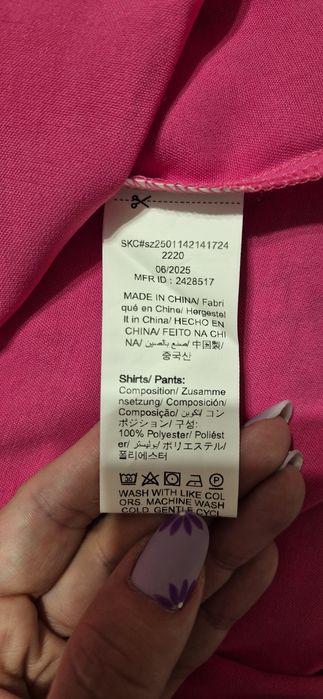 SKC#sz2501142141724
2220
06/2025
MFR ID : 2428517
MADE IN CHINA/ Fabri
qué en Chine/ Hergestel
lt in China/ HECHO EN
CHINA/ FEITO NA CHI
NA/ صنع بالصين/ 中国製/
중국산
Shirts/ Pants:
Composition/ Zusamme
nsetzung/ Composición/
Composição/ تكوين/ コン
ポジション/ 구성:
100% Polyester/ Poliést
er/ بوليستر/ ポリエステル/
폴리에스터
WASH WITH LIKE COL
ORS. MACHINE WASH
COLD. GENTLE CYCL